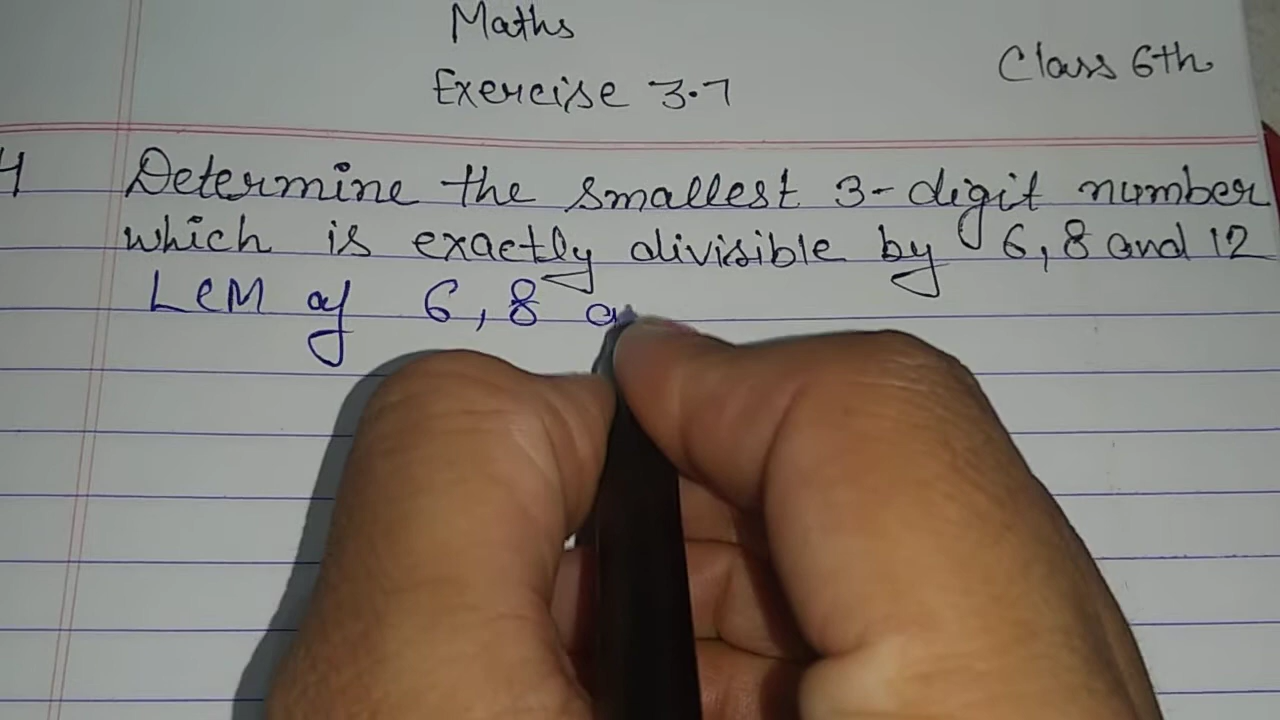 Maths
Exercise 3.7
Class 6th
4 Determine the smallest 3-digit number
which is exactly divisible by 6, 8 and 12
LCM of 6, 8